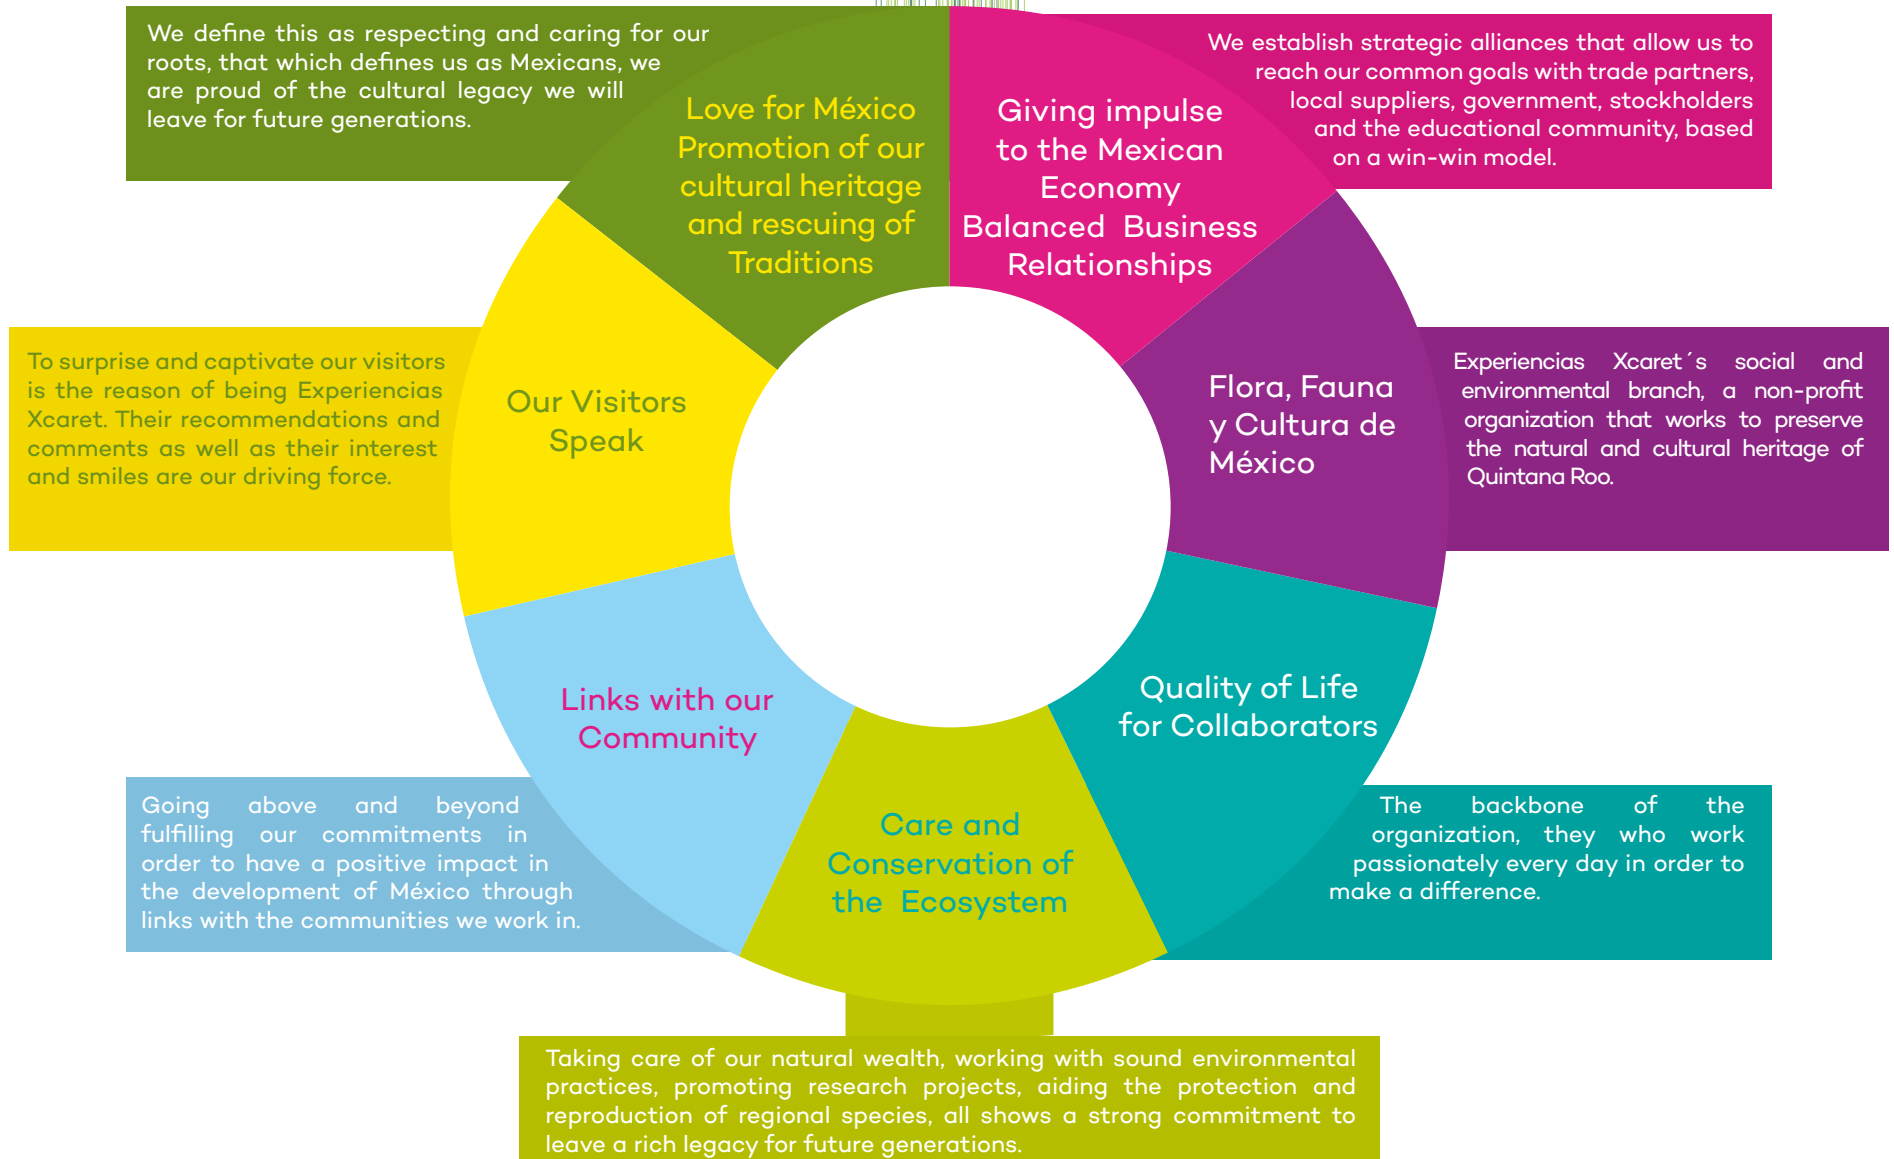 We define this as respecting and caring for our
roots, that which defines us as Mexicans, we
are proud of the cultural legacy we will
leave for future generations.
Love for México
Promotion of our
cultural heritage
and rescuing of
Traditions
Giving impulse
to the Mexican
Economy
Balanced Business
Relationships
We establish strategic alliances that allow us to
reach our common goals with trade partners,
local suppliers, government, stockholders
and the educational community, based
on a win-win model.
To surprise and captivate our visitors
is the reason of being Experiencias
Xcaret. Their recommendations and
comments as well as their interest
and smiles are our driving force.
Our Visitors
Speak
Flora, Fauna
y Cultura de
México
Experiencias Xcaret´s social and
environmental branch, a non-profit
organization that works to preserve
the natural and cultural heritage of
Quintana Roo.
Links with our
Community
Quality of Life
for Collaborators
Going above and beyond
fulfilling our commitments in
order to have a positive impact in
the development of México through
links with the communities we work in.
Care and
Conservation of
the Ecosystem
The backbone of the
organization, they who work
passionately every day in order to
make a difference.
Taking care of our natural wealth, working with sound environmental
practices, promoting research projects, aiding the protection and
reproduction of regional species, all shows a strong commitment to
leave a rich legacy for future generations.